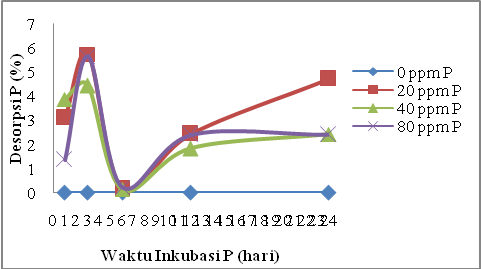 7
6
5
4
3
2
1
0
Desorpsi P (%)
0 1 2 3 4 5 6 7 8 9 10 11 12 13 14 15 16 17 18 19 20 21 22 23 24
Waktu Inkubasi P (hari)
0 ppm P
20 ppm P
40 ppm P
80 ppm P